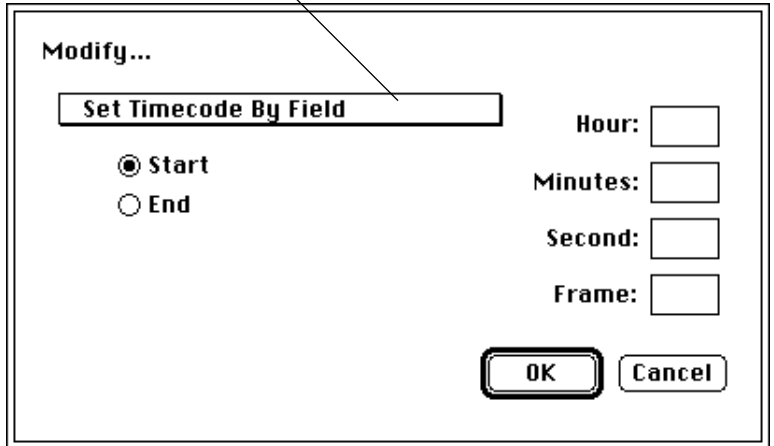 Modify...
Set Timecode By Field
Start
End
Hour:
Minutes:
Second:
Frame:
OK
Cancel